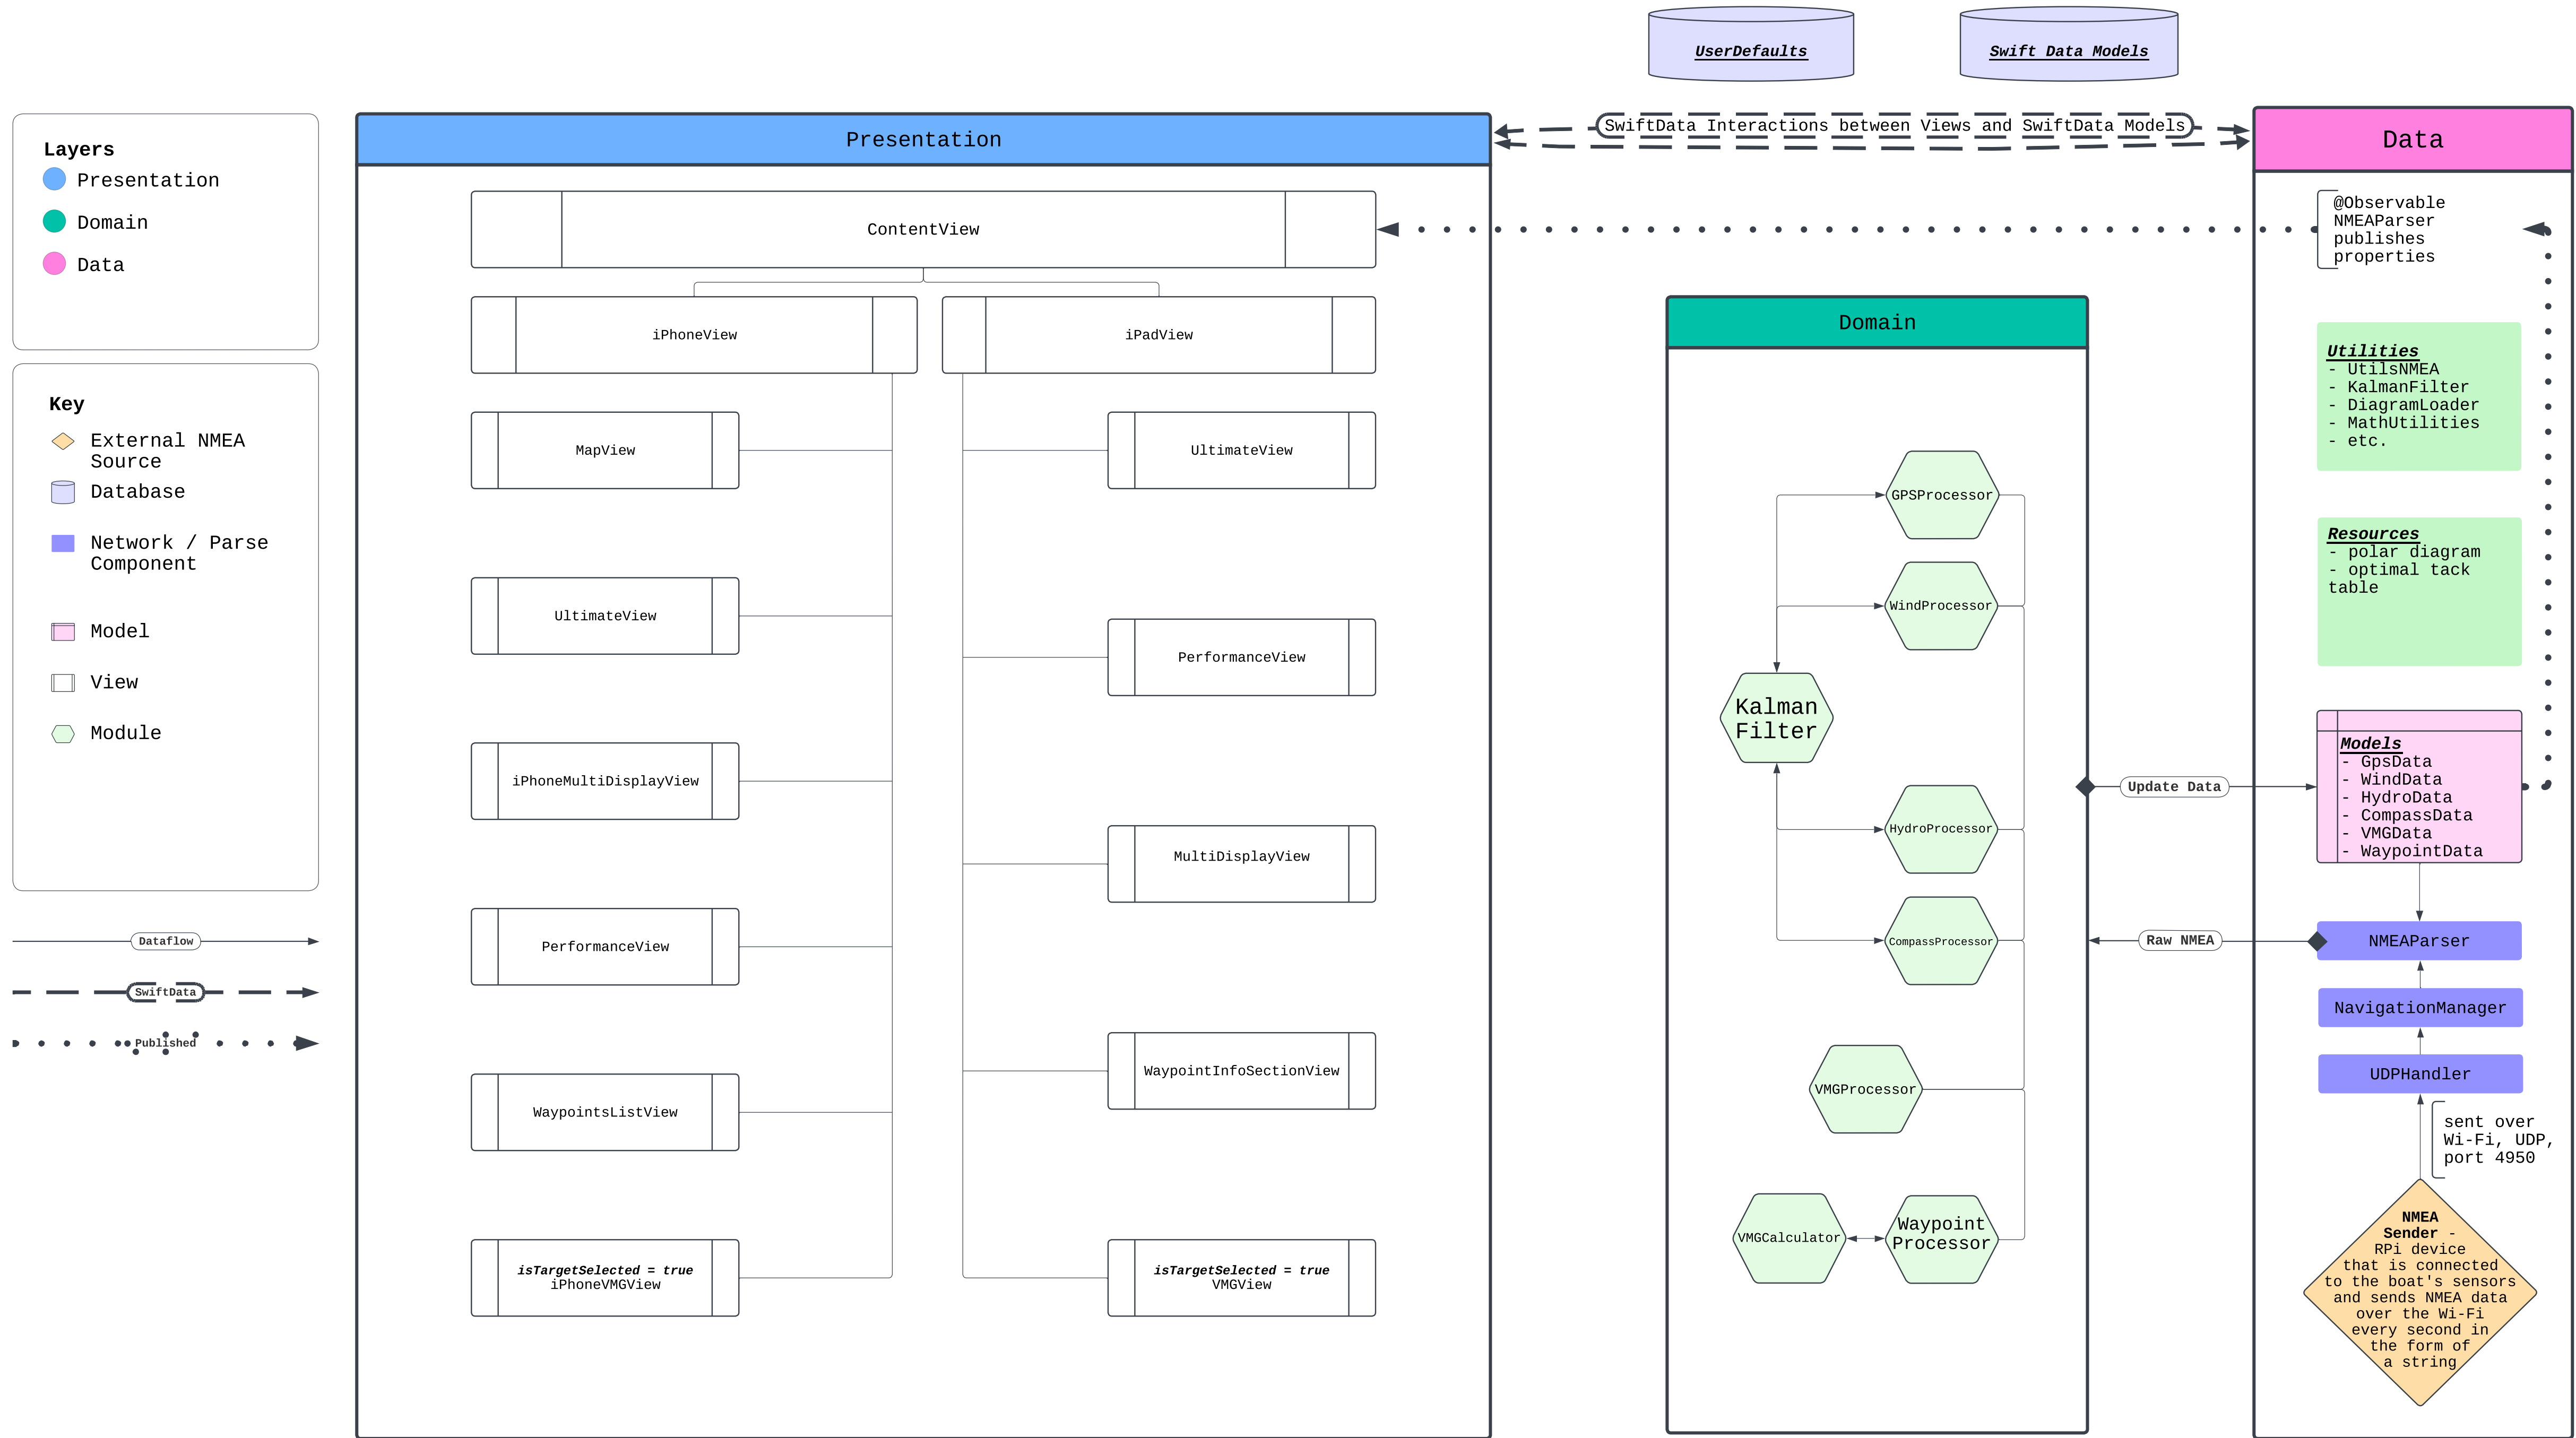 UserDefaults
Swift Data Models
SwiftData Interactions between Views and SwiftData Models
Layers
Presentation
Domain
Data
Key
External NMEA
Source
Database
Network / Parse
Component
Model
View
Module
Dataflow
SwiftData
Published
Presentation
ContentView
iPhoneView
iPadView
MapView
UltimateView
iPhoneMultiDisplayView
PerformanceView
WaypointsListView
isTargetSelected = true
iPhoneVMGView
UltimateView
PerformanceView
MultiDisplayView
WaypointInfoSectionView
isTargetSelected = true
VMGView
Domain
GPSProcessor
WindProcessor
Kalman
Filter
HydroProcessor
CompassProcessor
VMGProcessor
VMGCalculator
Waypoint
Processor
Update Data
Raw NMEA
Data
@Observable
NMEAParser
publishes
properties
Utilities
- UtilsNMEA
- KalmanFilter
- DiagramLoader
- MathUtilities
- etc.
Resources
- polar diagram
- optimal tack
table
Models
- GpsData
- WindData
- HydroData
- CompassData
- VMGData
- WaypointData
NMEAParser
NavigationManager
UDPHandler
sent over
Wi-Fi, UDP,
port 4950
NMEA
Sender -
RPi device
that is connected
to the boat's sensors
and sends NMEA data
over the Wi-Fi
every second in
the form of
a string